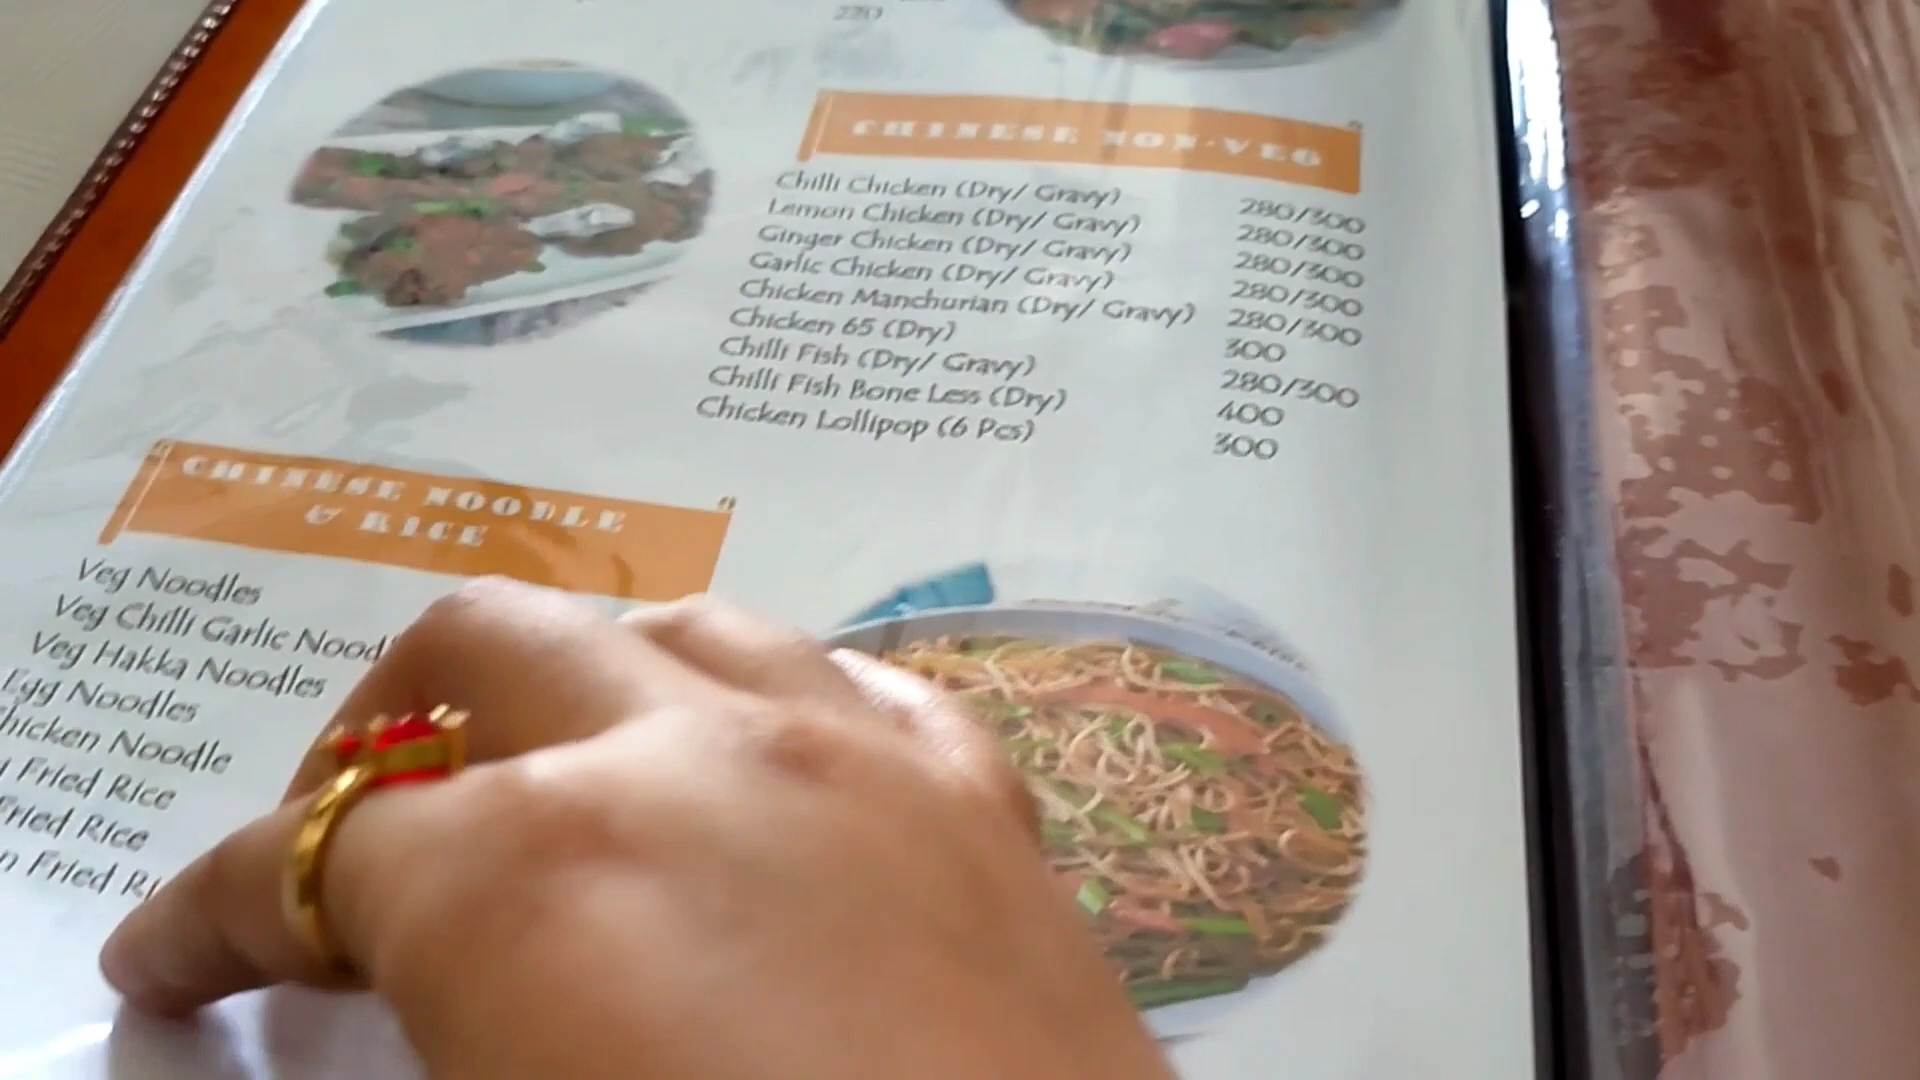 220
CHINESE NON-VEG
Chilli Chicken (Dry/ Gravy) 280/300
Lemon Chicken (Dry/ Gravy) 280/300
Ginger Chicken (Dry/ Gravy) 280/300
Garlic Chicken (Dry/ Gravy) 280/300
Chicken Manchurian (Dry/ Gravy) 280/300
Chicken 65 (Dry) 300
Chilli Fish (Dry/ Gravy) 280/300
Chilli Fish Bone Less (Dry) 400
Chicken Lollipop (6 Pcs) 300
CHINESE NOODLE
& RICE
Veg Noodles
Veg Chilli Garlic Nood
Veg Hakka Noodles
Egg Noodles
hicken Noodle
Fried Rice
Fried Rice
n Fried Ri